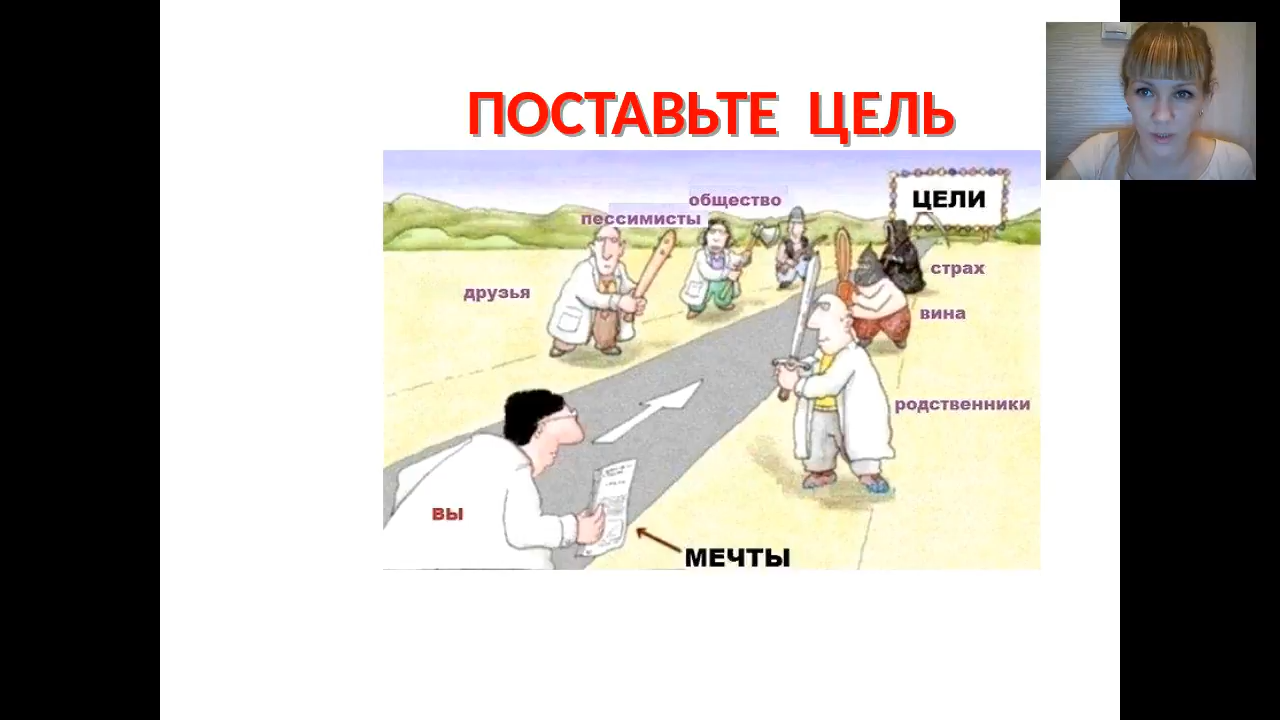 ПОСТАВЬТЕ ЦЕЛЬ
общество
ЦЕЛИ
пессимисты
страх
друзья
вина
родственники
вы
МЕЧТЫ